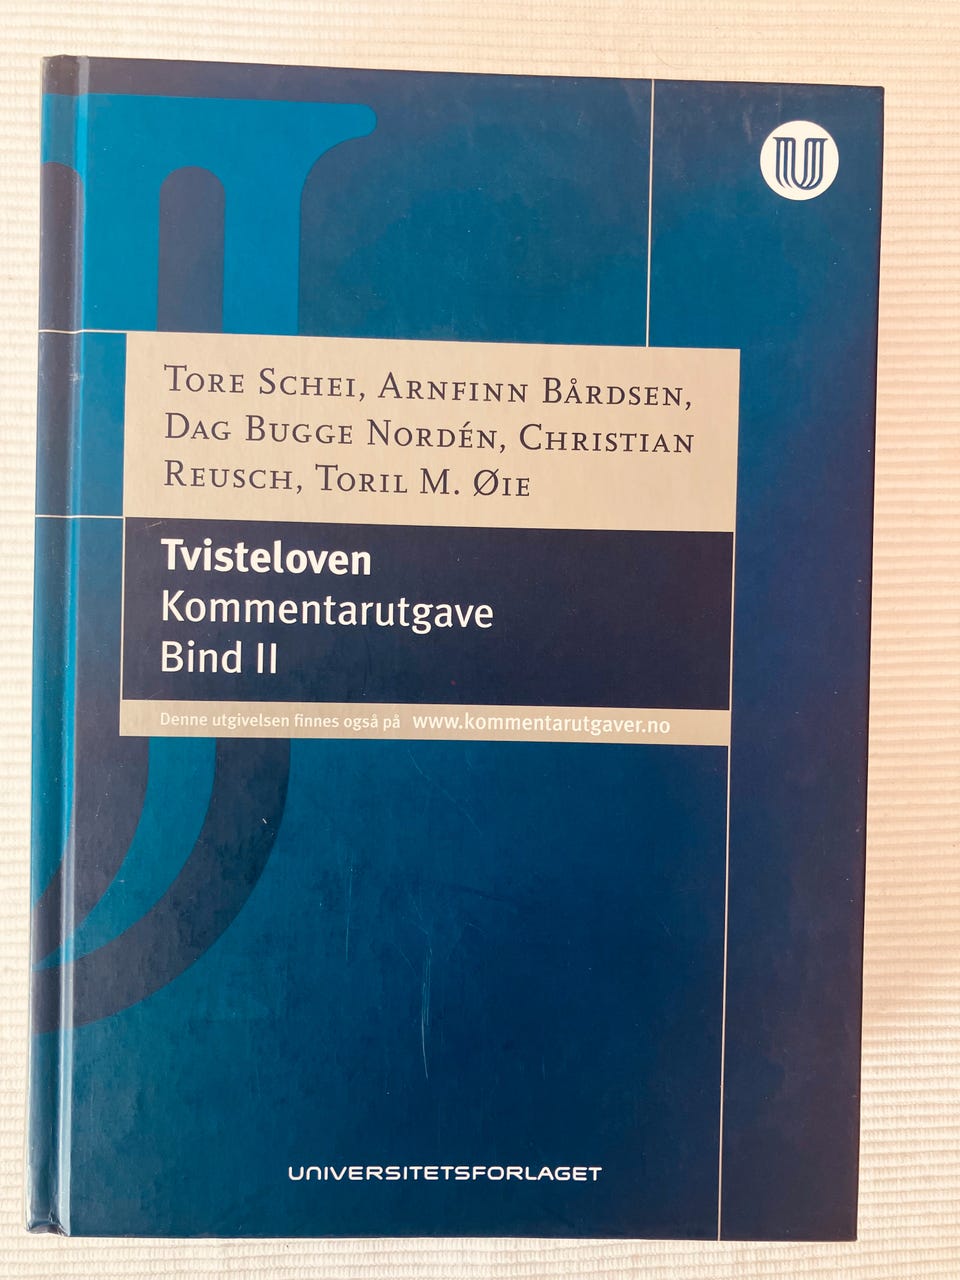 Tore Schei, Arnfinn Bårdsen,
Dag Bugge Nordén, Christian
Reusch, Toril M. Øie
Tvisteloven
Kommentarutgave
Bind II
Denne utgivelsen finnes også på www.kommentarutgaver.no
UNIVERSITETSFORLAGET